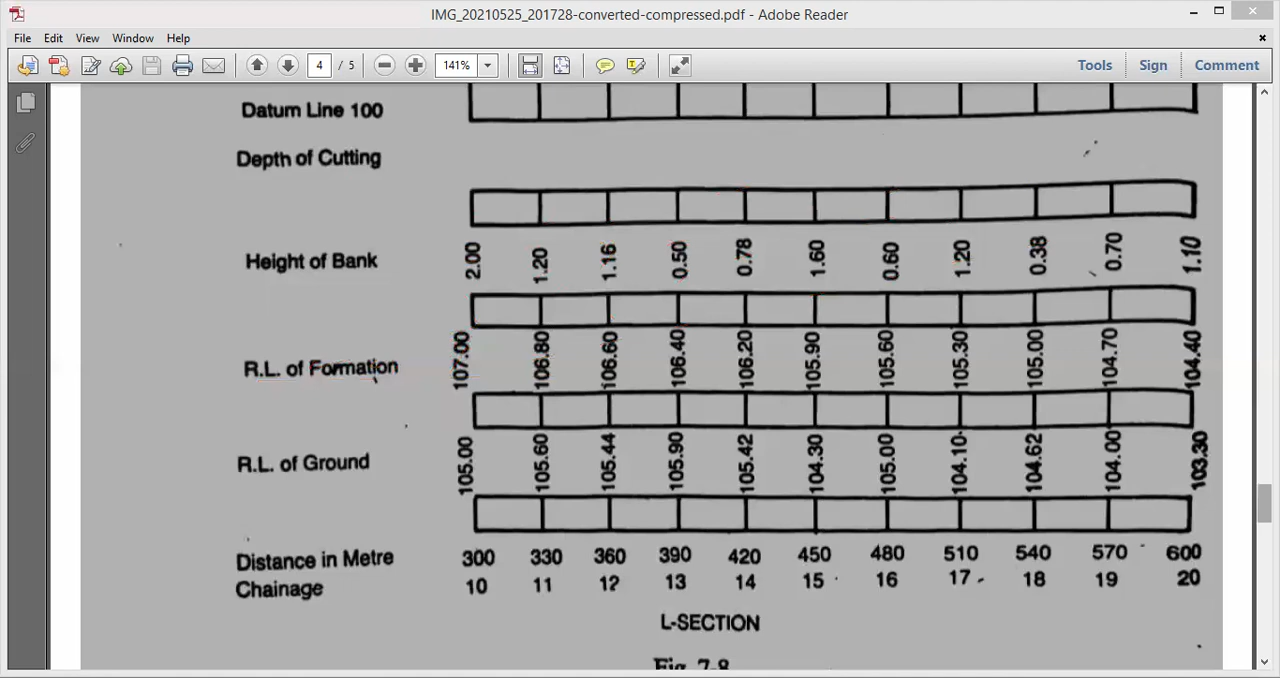 IMG_20210525_201728-converted-compressed.pdf - Adobe Reader
File Edit View Window Help
4 / 5 141% Tools Sign Comment
Datum Line 100
Depth of Cutting
Height of Bank 2.00 1.20 1.16 0.50 0.78 1.60 0.60 1.20 0.38 0.70 1.10
R.L. of Formation 107.00 106.80 106.60 106.40 106.20 105.90 105.60 105.30 105.00 104.70 104.40
R.L. of Ground 105.00 105.60 105.44 105.90 105.42 104.30 105.00 104.10 104.62 104.00 103.30
Distance in Metre 300 330 360 390 420 450 480 510 540 570 600
Chainage 10 11 12 13 14 15 16 17 18 19 20
L-SECTION
Fig. 7-8